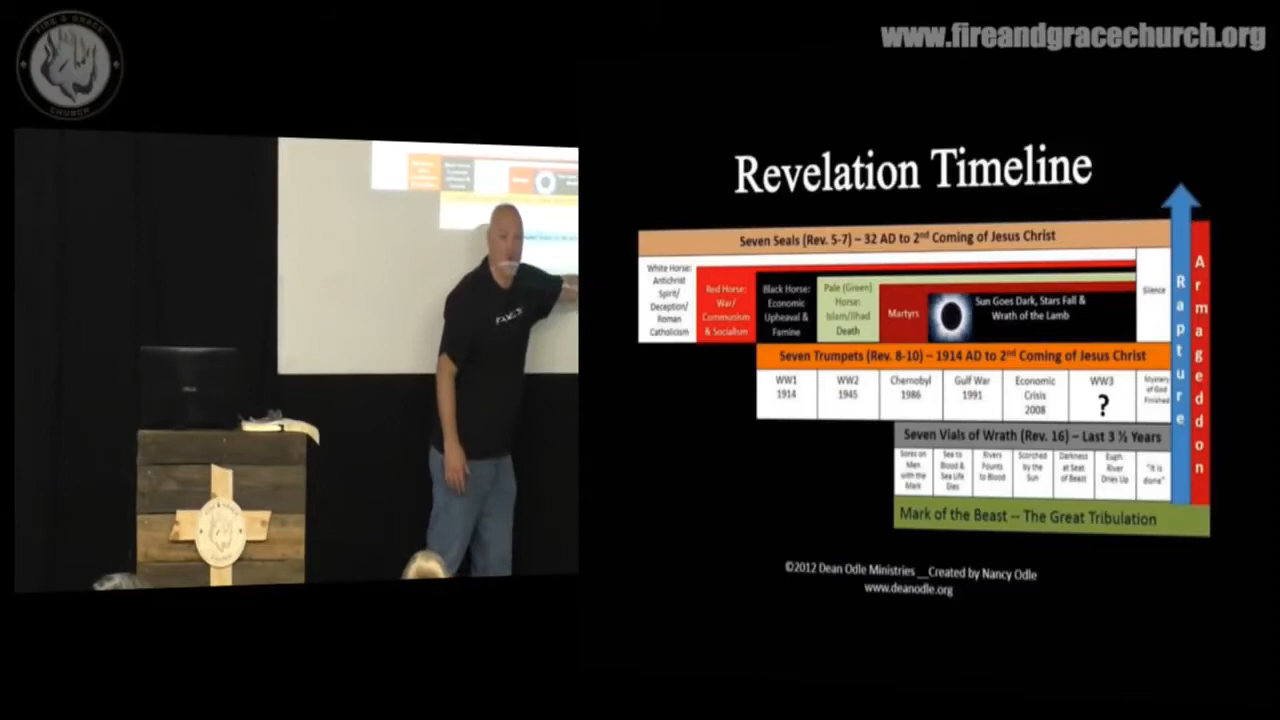 FIRE & GRACE
CHURCH
www.fireandgracechurch.org
Revelation Timeline
Seven Seals (Rev. 5-7) – 32 AD to 2nd Coming of Jesus Christ
White Horse:
Antichrist
Spirit/
Deception/
Roman
Catholicism
Red Horse:
War/
Communism
& Socialism
Black Horse:
Economic
Upheaval &
Famine
Pale (Green)
Horse:
Islam/Jihad
Death
Martyrs
Sun Goes Dark, Stars Fall &
Wrath of the Lamb
Silence
Seven Trumpets (Rev. 8-10) – 1914 AD to 2nd Coming of Jesus Christ
WW1
1914
WW2
1945
Chernobyl
1986
Gulf War
1991
Economic
Crisis
2008
WW3
?
Mystery
of God
Finished
Seven Vials of Wrath (Rev. 16) – Last 3 ½ Years
Sores on
Men
with the
Mark
Sea to
Blood &
Sea Life
Dies
Rivers
Founts
to Blood
Scorched
by the
Sun
Darkness
at Seat
of Beast
Euph.
River
Dries Up
"It is
done"
Mark of the Beast -- The Great Tribulation
Rapture
Armageddon
©2012 Dean Odle Ministries __Created by Nancy Odle
www.deanodle.org